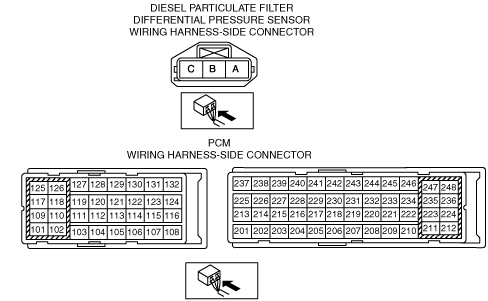 DIESEL PARTICULATE FILTER
DIFFERENTIAL PRESSURE SENSOR
WIRING HARNESS-SIDE CONNECTOR
C B A
PCM
WIRING HARNESS-SIDE CONNECTOR
125 126 127 128 129 130 131 132
117 118 119 120 121 122 123 124
109 110 111 112 113 114 115 116
101 102 103 104 105 106 107 108
237 238 239 240 241 242 243 244 245 246 247 248
225 226 227 228 229 230 231 232 233 234 235 236
213 214 215 216 217 218 219 220 221 222 223 224
201 202 203 204 205 206 207 208 209 210 211 212